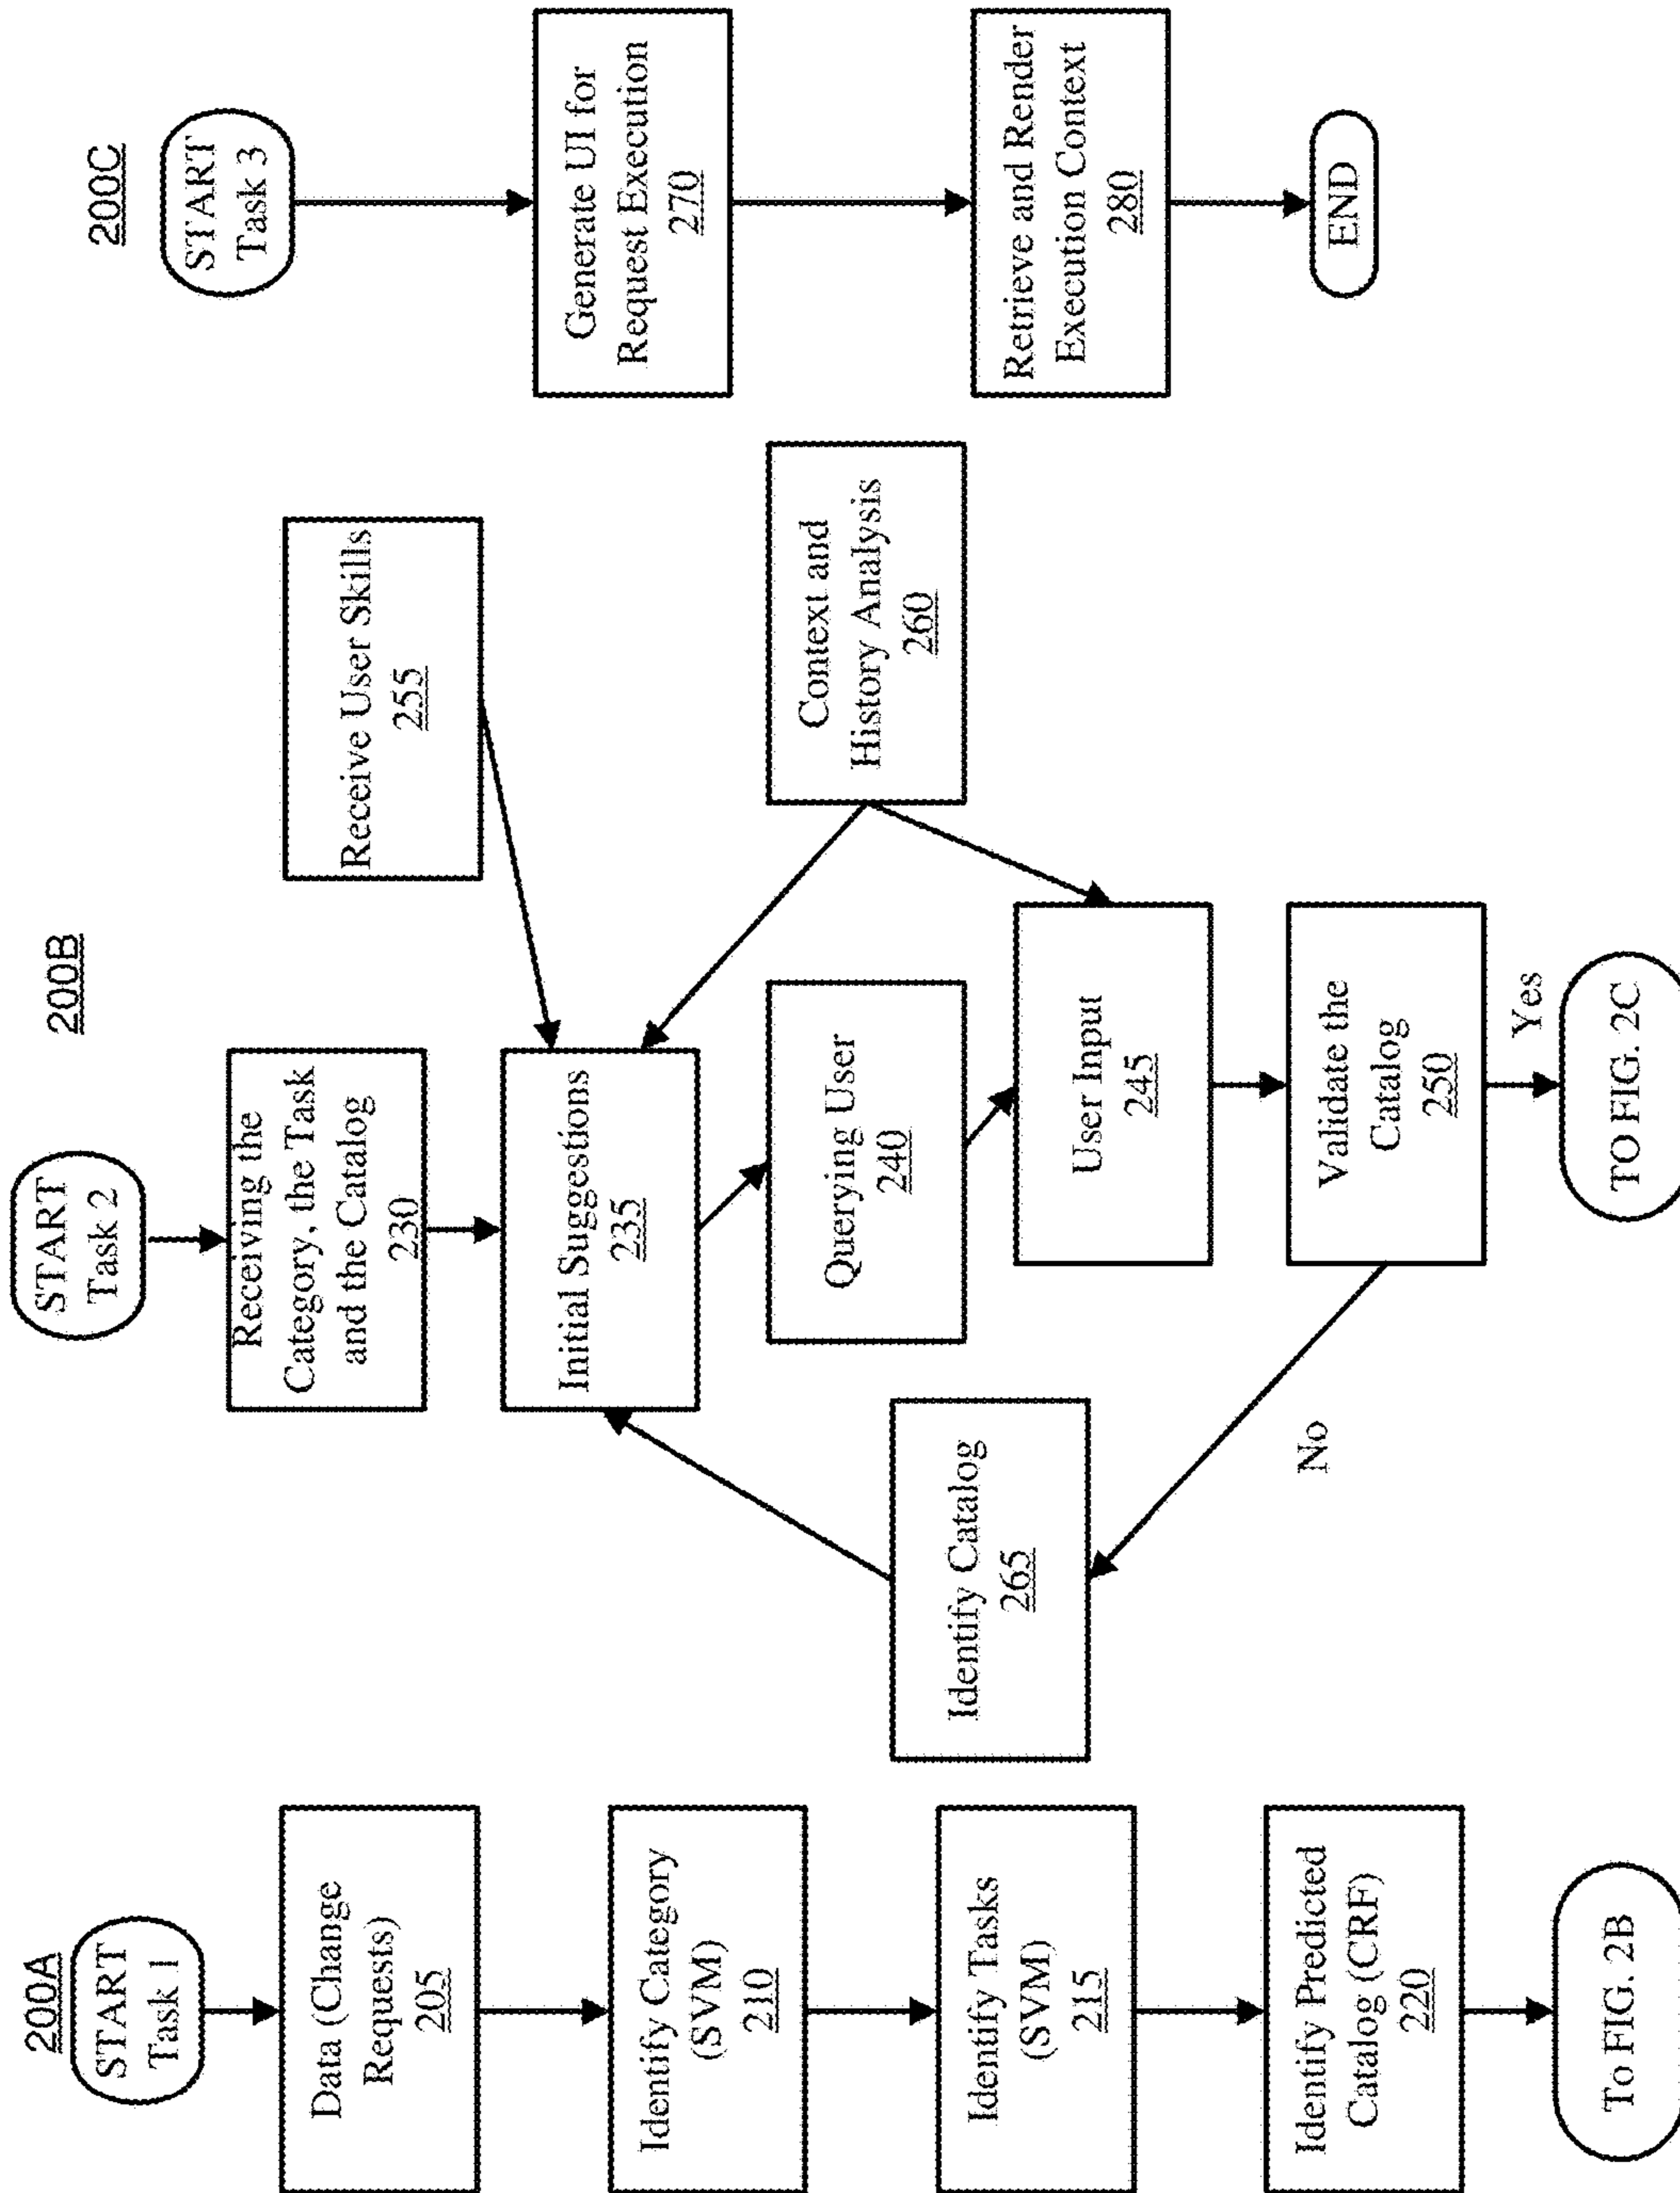 200A
START
Task 1
Data (Change
Requests)
205
Identify Category
(SVM)
210
Identify Tasks
(SVM)
215
Identify Predicted
Catalog (CRF)
220
To FIG. 2B
200B
START
Task 2
Receiving the
Category, the Task
and the Catalog
230
Initial Suggestions
235
Querying User
240
User Input
245
Validate the
Catalog
250
Yes
TO FIG. 2C
No
Identify Catalog
265
Receive User Skills
255
Context and
History Analysis
260
200C
START
Task 3
Generate UI for
Request Execution
270
Retrieve and Render
Execution Context
280
END